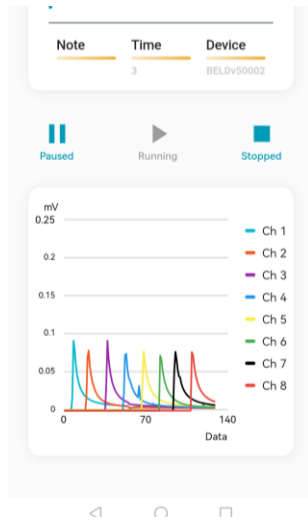 Note Time Device
3 BELDv50002
Paused Running Stopped
mV
0.25
0.2
0.15
0.1
0.05
0
0 70 140
Data
Ch 1
Ch 2
Ch 3
Ch 4
Ch 5
Ch 6
Ch 7
Ch 8